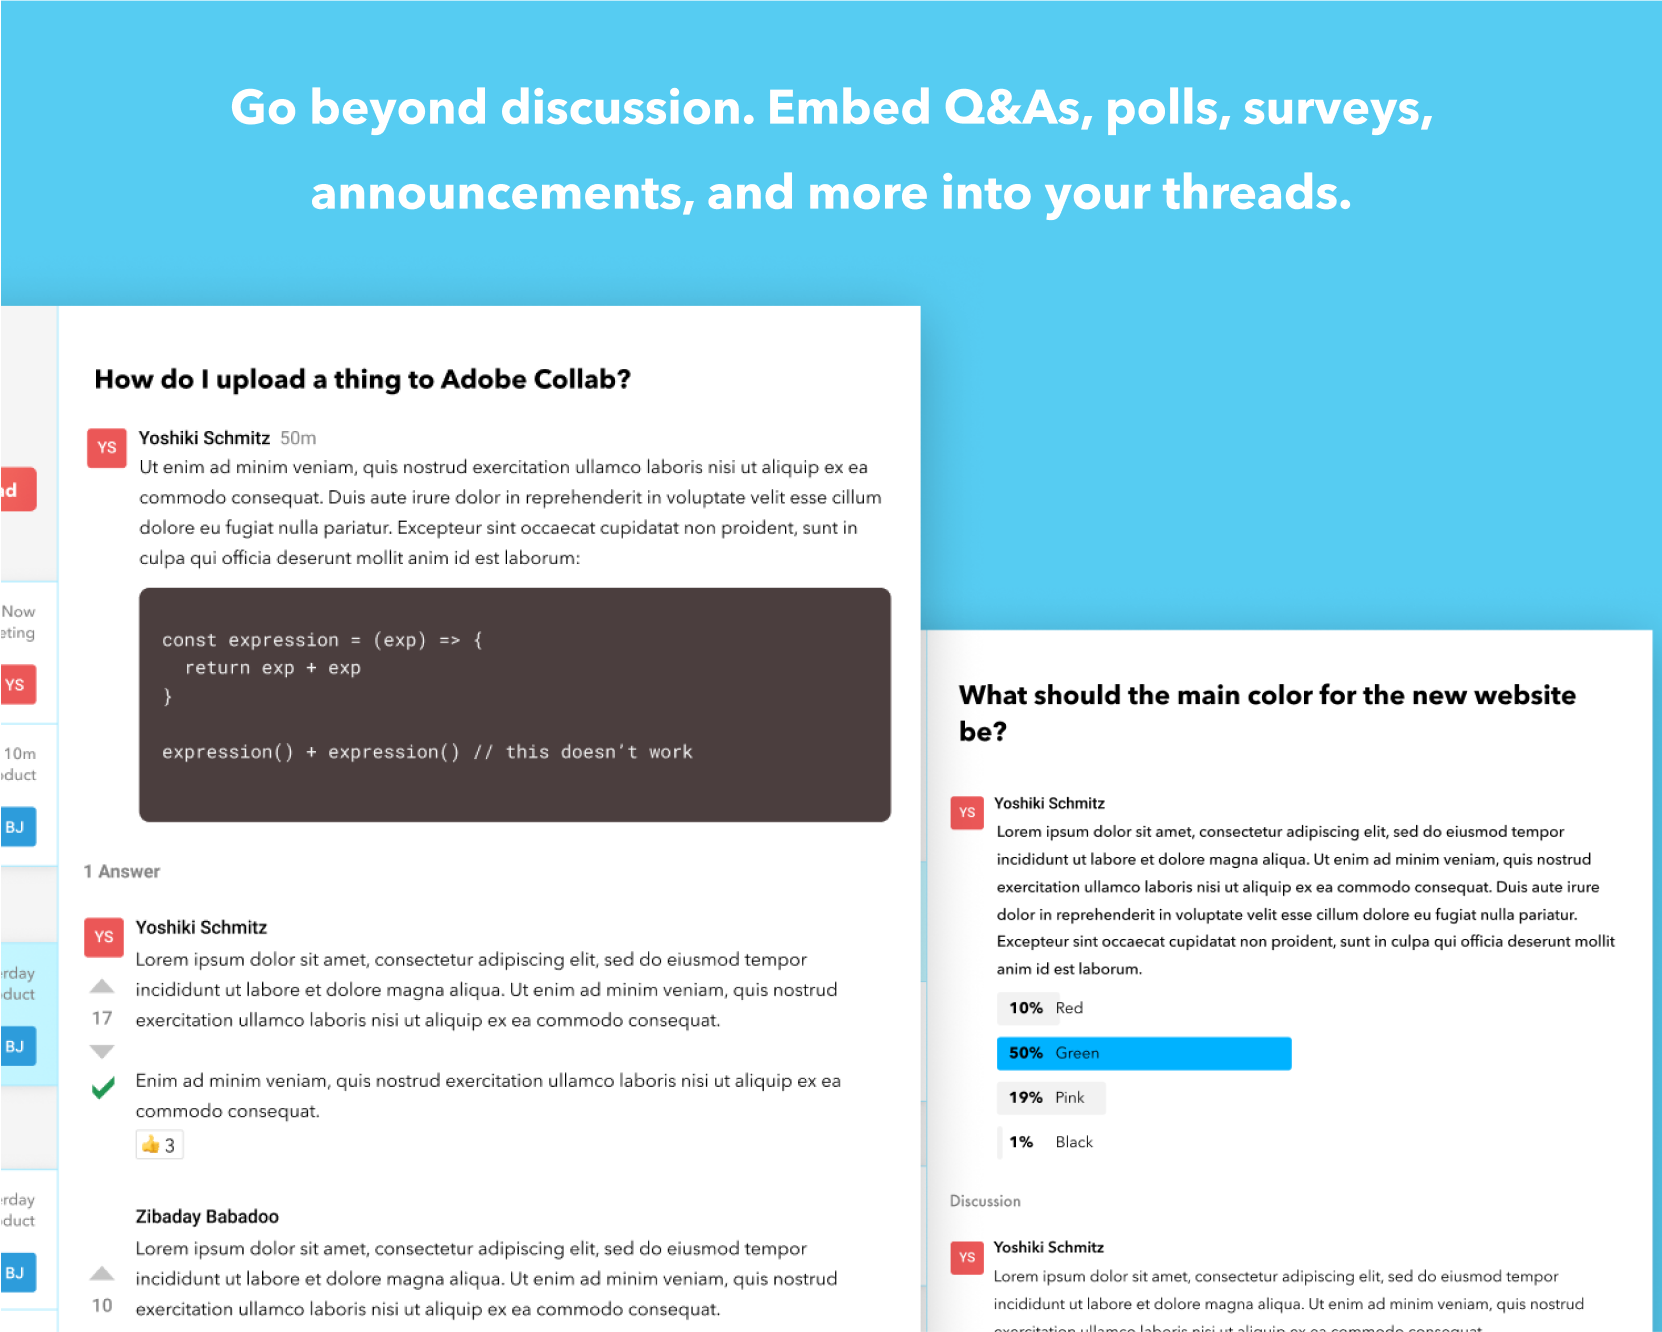 Go beyond discussion. Embed Q&As, polls, surveys,
announcements, and more into your threads.
Now
YS
10m
BJ
BJ
BJ
How do I upload a thing to Adobe Collab?
YS
Yoshiki Schmitz 50m
Ut enim ad minim veniam, quis nostrud exercitation ullamco laboris nisi ut aliquip ex ea
commodo consequat. Duis aute irure dolor in reprehenderit in voluptate velit esse cillum
dolore eu fugiat nulla pariatur. Excepteur sint occaecat cupidatat non proident, sunt in
culpa qui officia deserunt mollit anim id est laborum:
const expression = (exp) => {
return exp + exp
}
expression() + expression() // this doesn’t work
1 Answer
YS
Yoshiki Schmitz
Lorem ipsum dolor sit amet, consectetur adipiscing elit, sed do eiusmod tempor
incididunt ut labore et dolore magna aliqua. Ut enim ad minim veniam, quis nostrud
exercitation ullamco laboris nisi ut aliquip ex ea commodo consequat.
17
Enim ad minim veniam, quis nostrud exercitation ullamco laboris nisi ut aliquip ex ea
commodo consequat.
👍 3
Zibaday Babadoo
Lorem ipsum dolor sit amet, consectetur adipiscing elit, sed do eiusmod tempor
incididunt ut labore et dolore magna aliqua. Ut enim ad minim veniam, quis nostrud
exercitation ullamco laboris nisi ut aliquip ex ea commodo consequat.
10
What should the main color for the new website
be?
YS
Yoshiki Schmitz
Lorem ipsum dolor sit amet, consectetur adipiscing elit, sed do eiusmod tempor
incididunt ut labore et dolore magna aliqua. Ut enim ad minim veniam, quis nostrud
exercitation ullamco laboris nisi ut aliquip ex ea commodo consequat. Duis aute irure
dolor in reprehenderit in voluptate velit esse cillum dolore eu fugiat nulla pariatur.
Excepteur sint occaecat cupidatat non proident, sunt in culpa qui officia deserunt mollit
anim id est laborum.
10% Red
50% Green
19% Pink
1% Black
Discussion
YS
Yoshiki Schmitz
Lorem ipsum dolor sit amet, consectetur adipiscing elit, sed do eiusmod tempor
incididunt ut labore et dolore magna aliqua. Ut enim ad minim veniam, quis nostrud
exercitation ullamco laboris nisi ut aliquip ex ea commodo consequat.